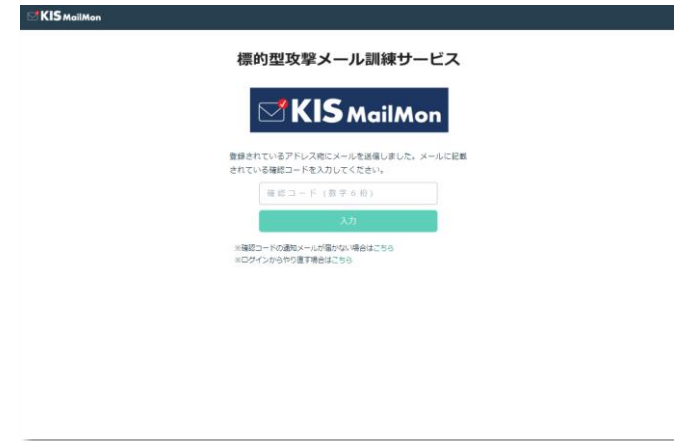 KIS MailMon
標的型攻撃メール訓練サービス
KIS MailMon
登録されているアドレス宛にメールを送信しました。メールに記載
されている確認コードを入力してください。
確認コード(数字6桁)
入力
※確認コードの通知メールが届かない場合はこちら
※ログインからやり直す場合はこちら